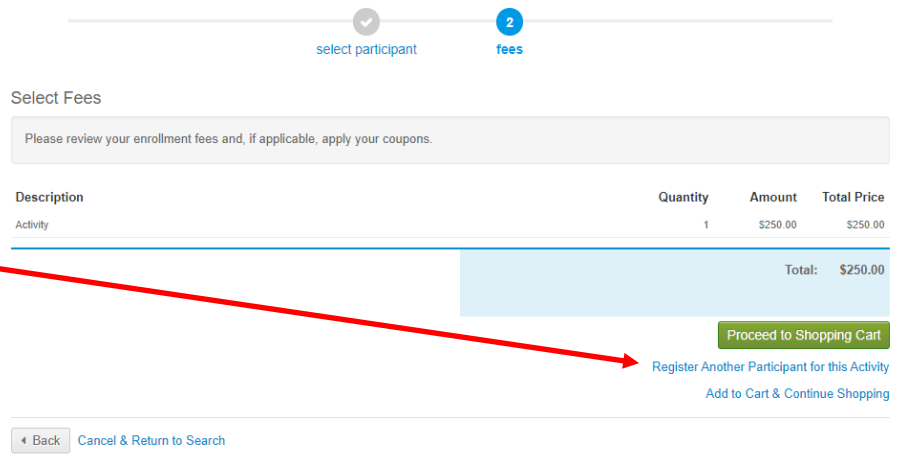 2
select participant
fees
Select Fees
Please review your enrollment fees and, if applicable, apply your coupons.
Description Quantity Amount Total Price
Activity 1 $250.00 $250.00
Total: $250.00
Proceed to Shopping Cart
Register Another Participant for this Activity
Add to Cart & Continue Shopping
Back Cancel & Return to Search